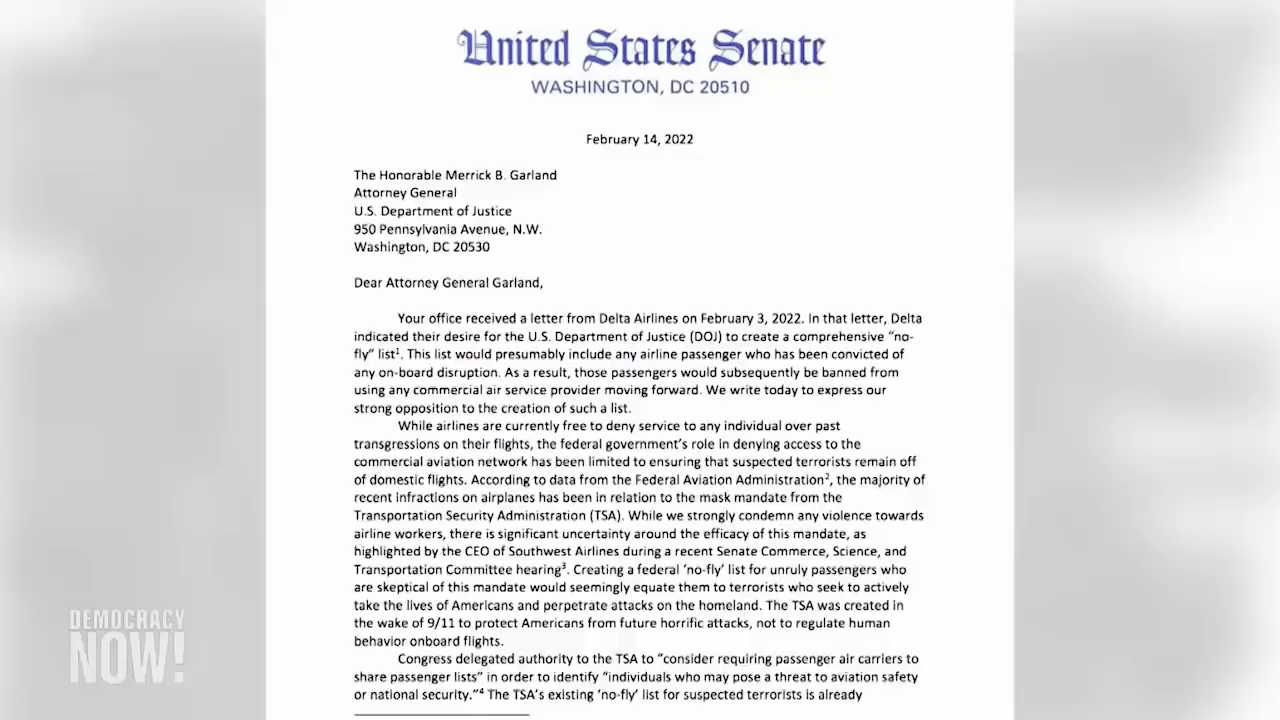 United States Senate
WASHINGTON, DC 20510
February 14, 2022
The Honorable Merrick B. Garland
Attorney General
U.S. Department of Justice
950 Pennsylvania Avenue, N.W.
Washington, DC 20530
Dear Attorney General Garland,
Your office received a letter from Delta Airlines on February 3, 2022. In that letter, Delta
indicated their desire for the U.S. Department of Justice (DOJ) to create a comprehensive “no-
fly” list¹. This list would presumably include any airline passenger who has been convicted of
any on-board disruption. As a result, those passengers would subsequently be banned from
using any commercial air service provider moving forward. We write today to express our
strong opposition to the creation of such a list.
While airlines are currently free to deny service to any individual over past
transgressions on their flights, the federal government’s role in denying access to the
commercial aviation network has been limited to ensuring that suspected terrorists remain off
of domestic flights. According to data from the Federal Aviation Administration², the majority of
recent infractions on airplanes has been in relation to the mask mandate from the
Transportation Security Administration (TSA). While we strongly condemn any violence towards
airline workers, there is significant uncertainty around the efficacy of this mandate, as
highlighted by the CEO of Southwest Airlines during a recent Senate Commerce, Science, and
Transportation Committee hearing³. Creating a federal ‘no-fly’ list for unruly passengers who
are skeptical of this mandate would seemingly equate them to terrorists who seek to actively
take the lives of Americans and perpetrate attacks on the homeland. The TSA was created in
the wake of 9/11 to protect Americans from future horrific attacks, not to regulate human
behavior onboard flights.
Congress delegated authority to the TSA to “consider requiring passenger air carriers to
share passenger lists” in order to identify “individuals who may pose a threat to aviation safety
or national security.”⁴ The TSA’s existing ‘no-fly’ list for suspected terrorists is already
DEMOCRACY
NOW!